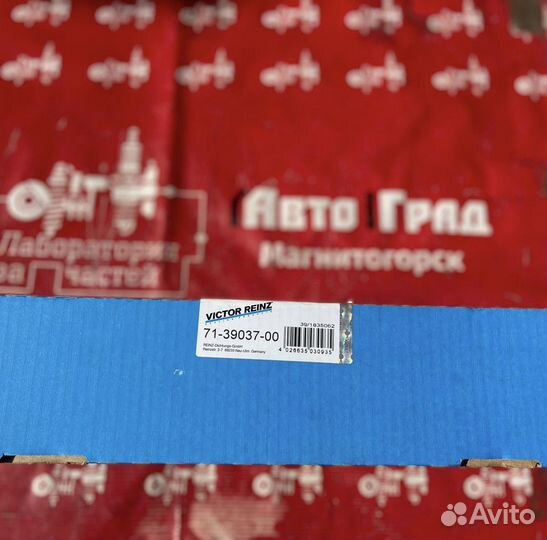 Авто Град
Магнитогорск
Лаборатория
частей
VICTOR REINZ
71-39037-00
REINZ-Dichtungs-GmbH
Reinzstr. 3-7 89233 Neu-Ulm Germany
39/1835062
4 026635 030935
Avito